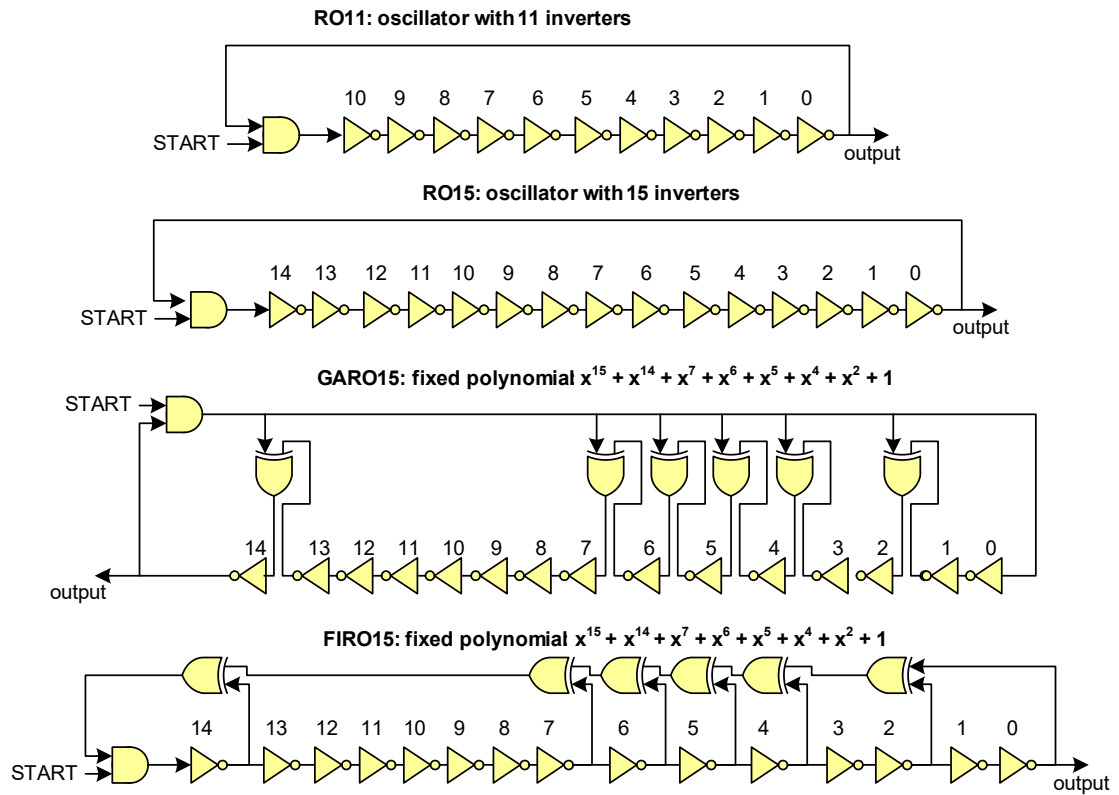 RO11: oscillator with 11 inverters
10 9 8 7 6 5 4 3 2 1 0
START
output
RO15: oscillator with 15 inverters
14 13 12 11 10 9 8 7 6 5 4 3 2 1 0
START
output
GARO15: fixed polynomial: x¹⁵ + x¹⁴ + x⁷ + x⁶ + x⁵ + x⁴ + x² + 1
START
14 13 12 11 10 9 8 7 6 5 4 3 2 1 0
output
FIRO15: fixed polynomial: x¹⁵ + x¹⁴ + x⁷ + x⁶ + x⁵ + x⁴ + x² + 1
14 13 12 11 10 9 8 7 6 5 4 3 2 1 0
START
output